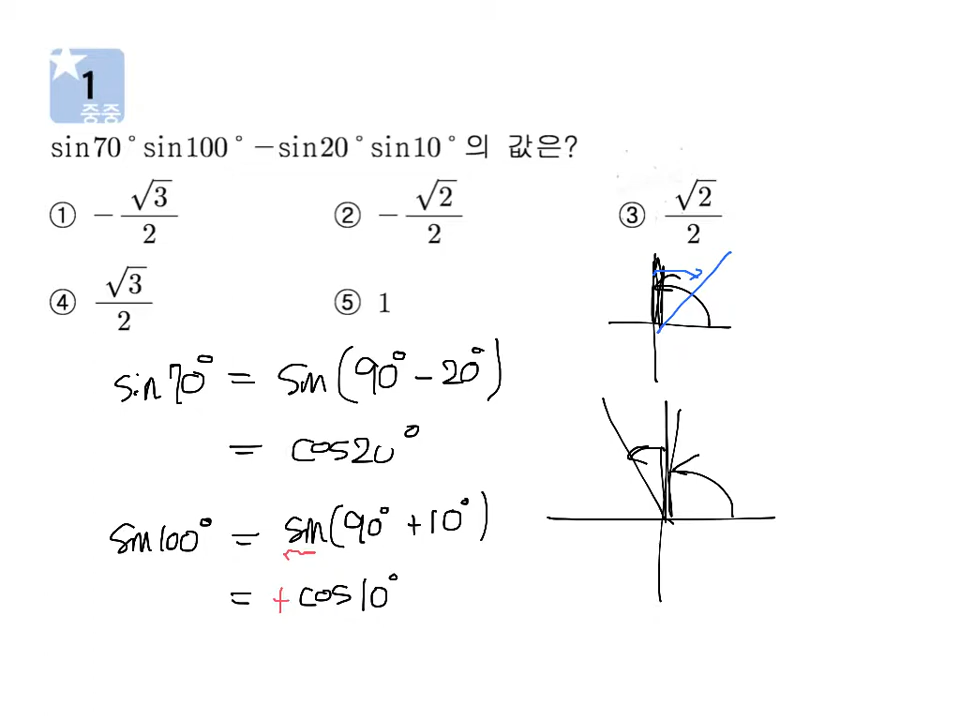 1
중중
sin70°sin100°−sin20°sin10°의 값은?
① −√3/2 ② −√2/2 ③ √2/2
④ √3/2 ⑤ 1
sin70° = sin(90°−20°)
= cos20°
sin100° = sin(90°+10°)
= +cos10°